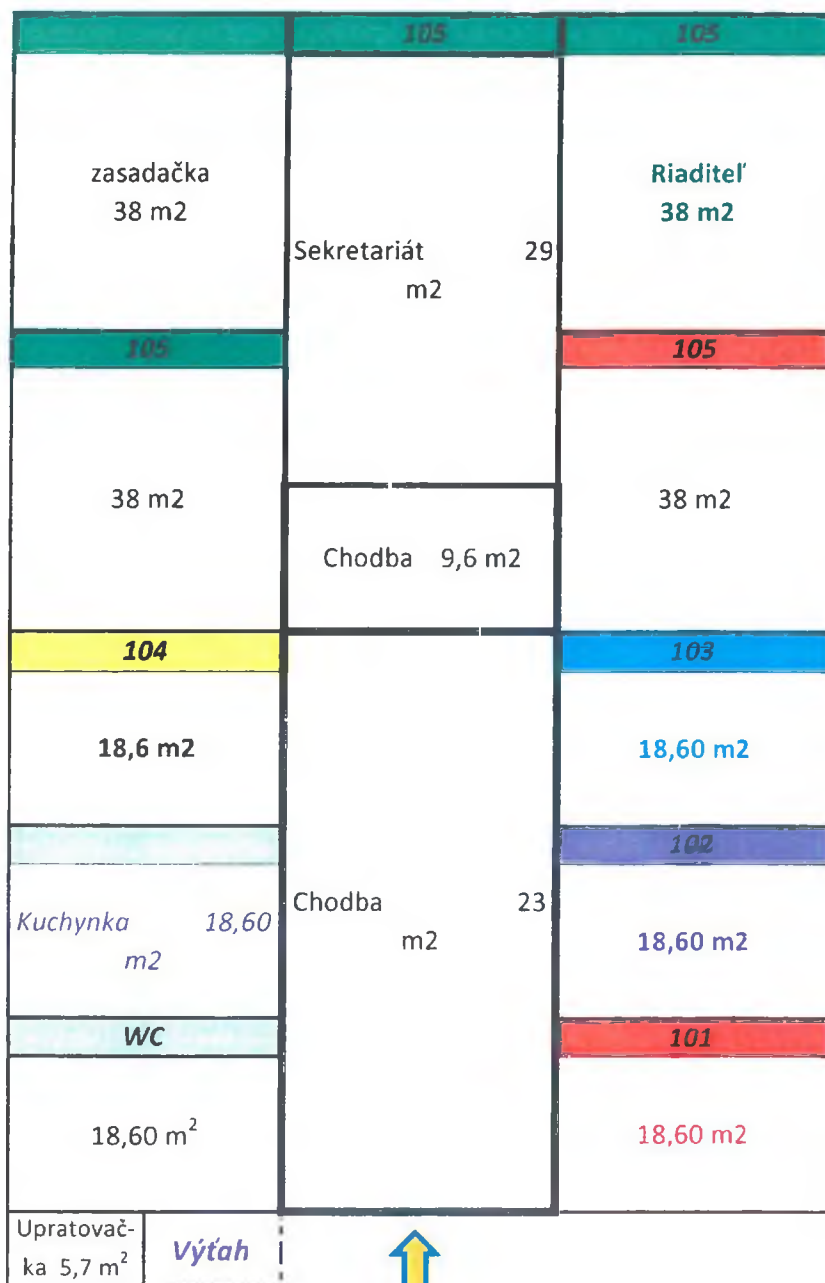 105
105
zasadačka
38 m2
Sekretariát 29
m2
Riaditeľ
38 m2
105
105
38 m2
38 m2
Chodba 9,6 m2
104
103
18,6 m2
18,60 m2
102
Kuchynka 18,60
m2
Chodba 23
m2
18,60 m2
WC
101
18,60 m²
18,60 m2
Upratovač-
ka 5,7 m²
Výťah